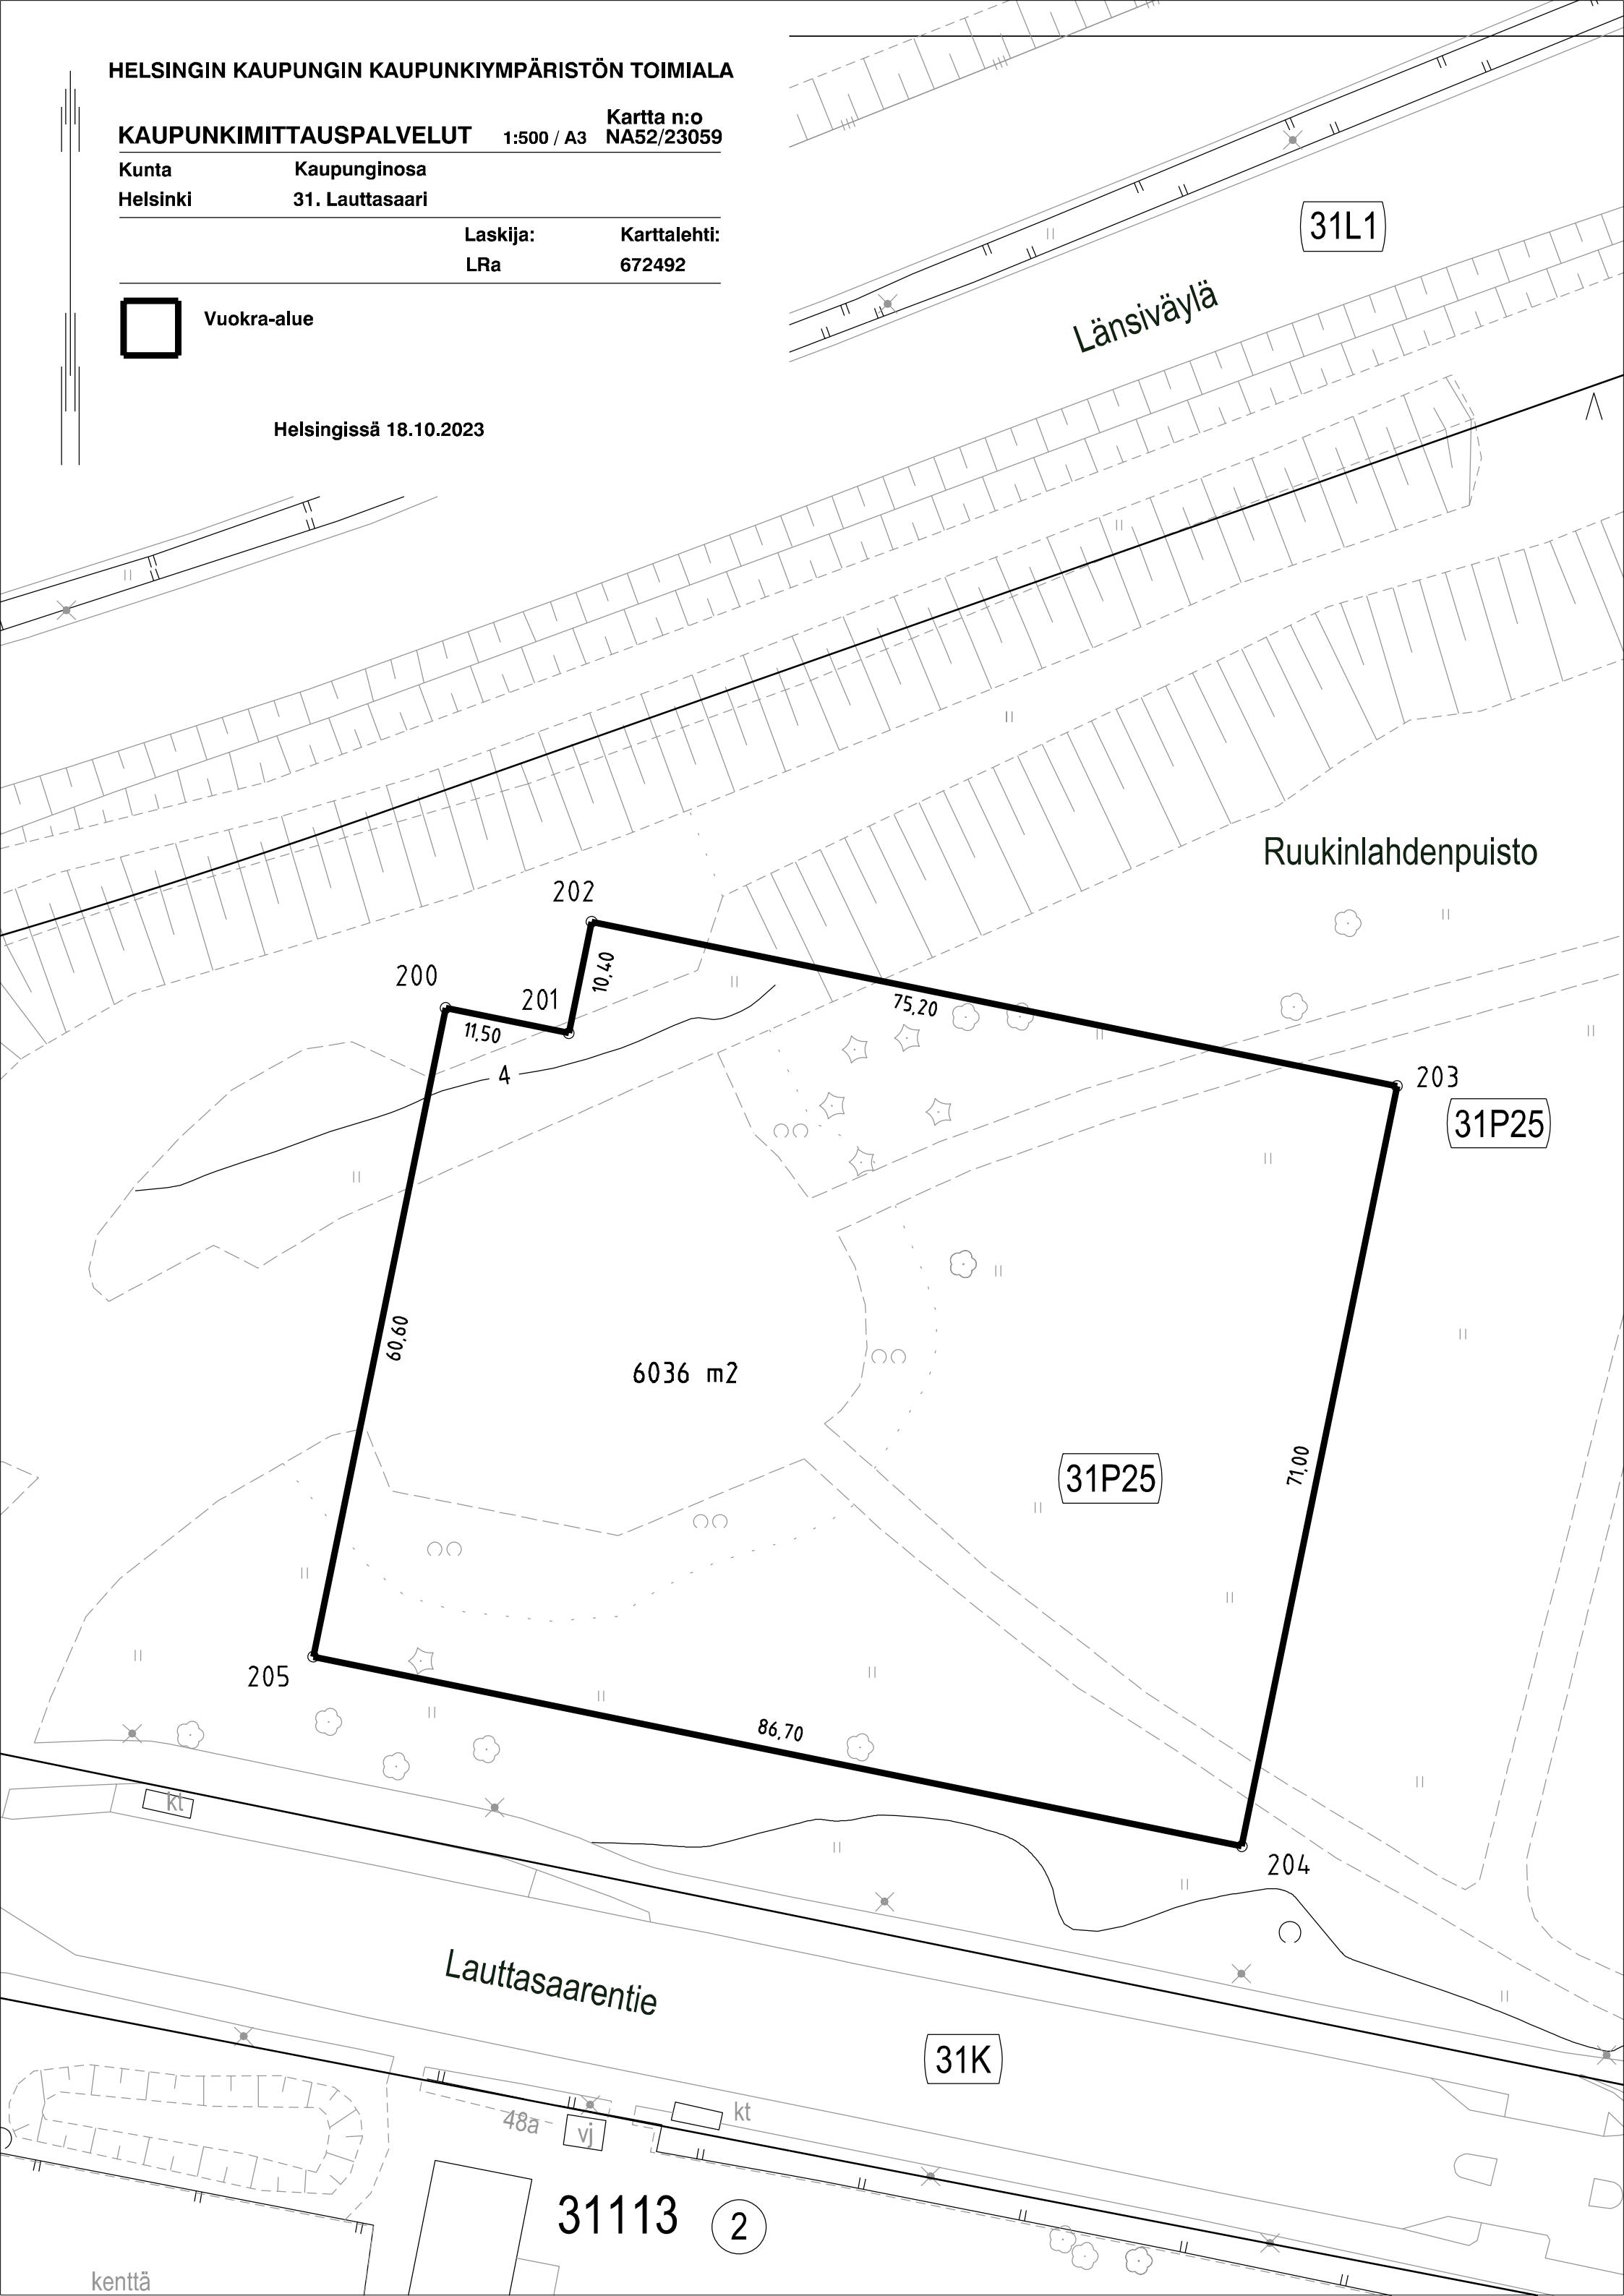 HELSINGIN KAUPUNGIN KAUPUNKIYMPÄRISTÖN TOIMIALA
Kartta n:o
KAUPUNKIMITTAUSPALVELUT 1:500 / A3 NA52/23059
Kunta Kaupunginosa
Helsinki 31. Lauttasaari
Laskija: Karttalehti:
LRa 672492
Vuokra-alue
Helsingissä 18.10.2023
31L1
Länsiväylä
Ruukinlahdenpuisto
202
200
201
10,40
75,20
11,50
4
203
31P25
60,60
6036 m2
71,00
31P25
205
86,70
kt
204
Lauttasaarentie
31K
48a
vj
kt
31113
2
kenttä